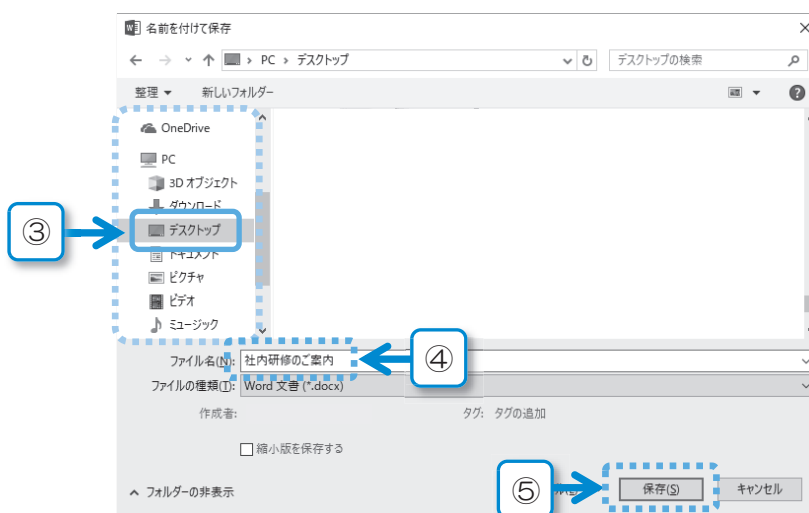 名前を付けて保存
PC › デスクトップ
デスクトップの検索
整理 新しいフォルダー
OneDrive
PC
3D オブジェクト
ダウンロード
③
デスクトップ
ドキュメント
ピクチャ
ビデオ
ミュージック
ファイル名(N): 社内研修のご案内
④
ファイルの種類(T): Word 文書 (*.docx)
作成者:
タグ: タグの追加
縮小版を保存する
フォルダーの非表示
⑤
保存(S)
キャンセル